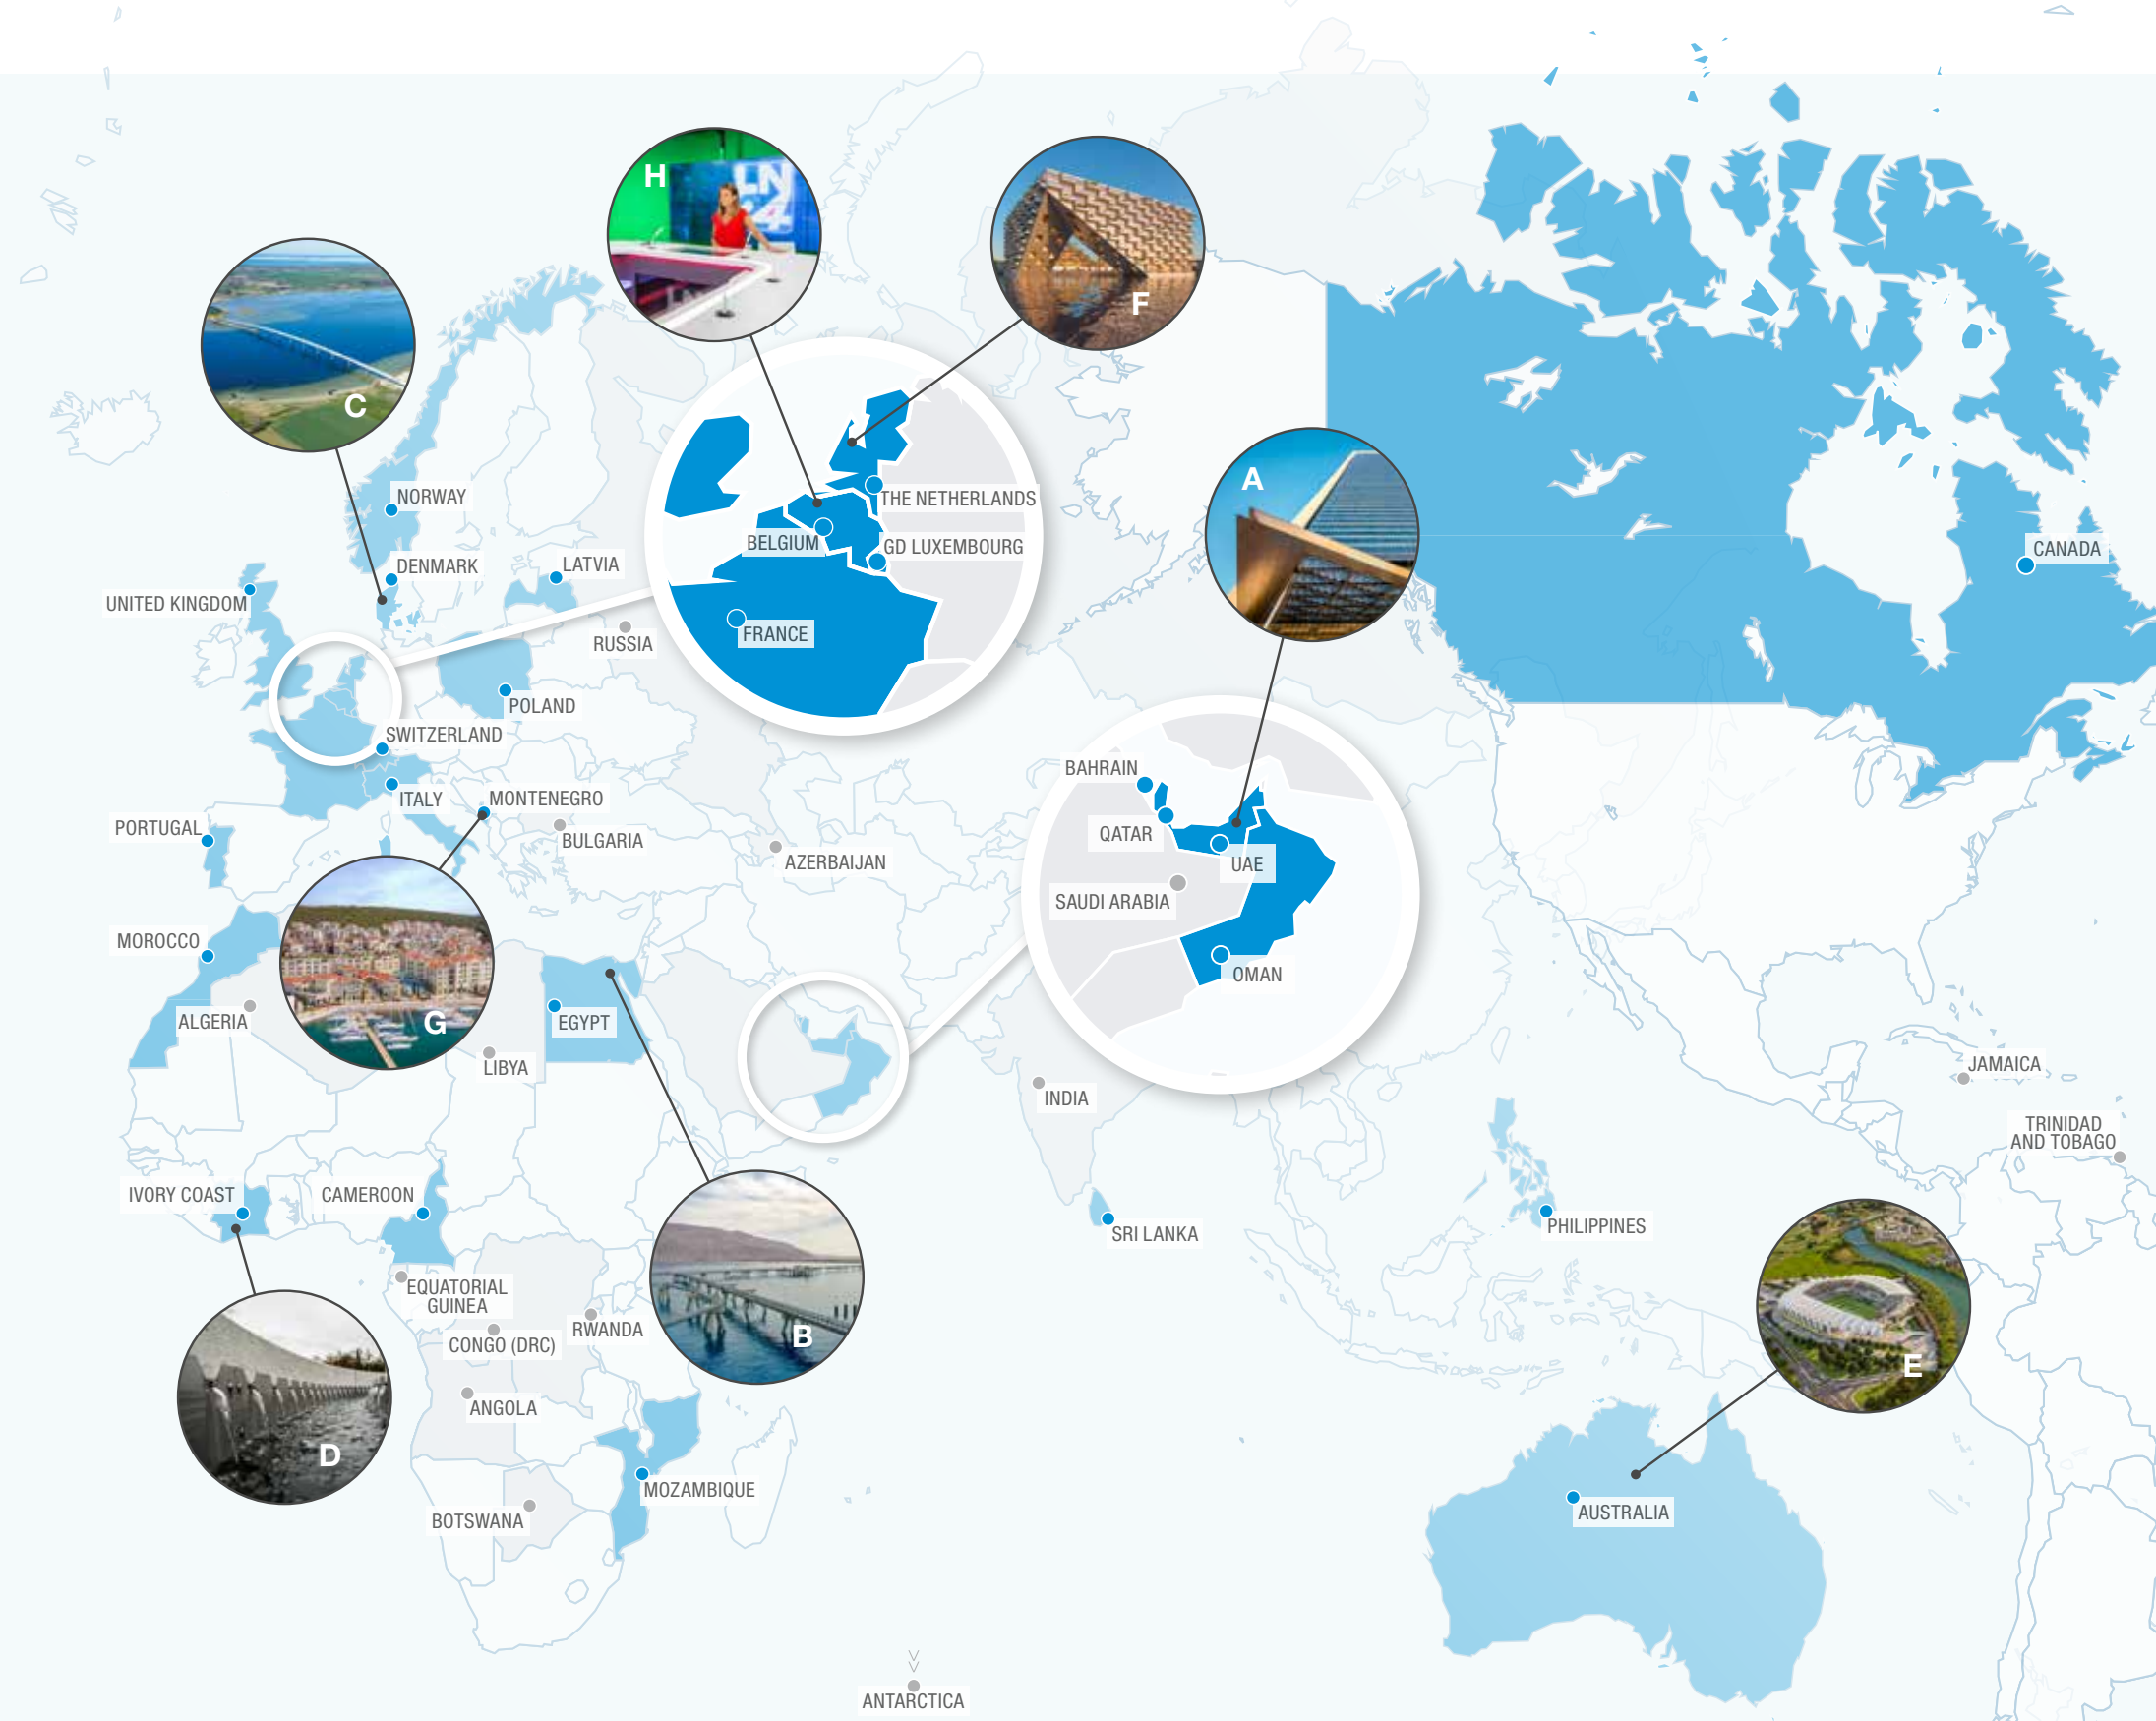 H
LN
24
F
C
A
NORWAY
THE NETHERLANDS
BELGIUM
GD LUXEMBOURG
CANADA
DENMARK
LATVIA
UNITED KINGDOM
FRANCE
RUSSIA
POLAND
SWITZERLAND
BAHRAIN
ITALY
MONTENEGRO
PORTUGAL
QATAR
BULGARIA
AZERBAIJAN
UAE
SAUDI ARABIA
MOROCCO
OMAN
ALGERIA
G
EGYPT
LIBYA
JAMAICA
INDIA
TRINIDAD
AND TOBAGO
IVORY COAST
CAMEROON
SRI LANKA
PHILIPPINES
EQUATORIAL
GUINEA
RWANDA
B
CONGO (DRC)
E
ANGOLA
D
MOZAMBIQUE
AUSTRALIA
BOTSWANA
ANTARCTICA